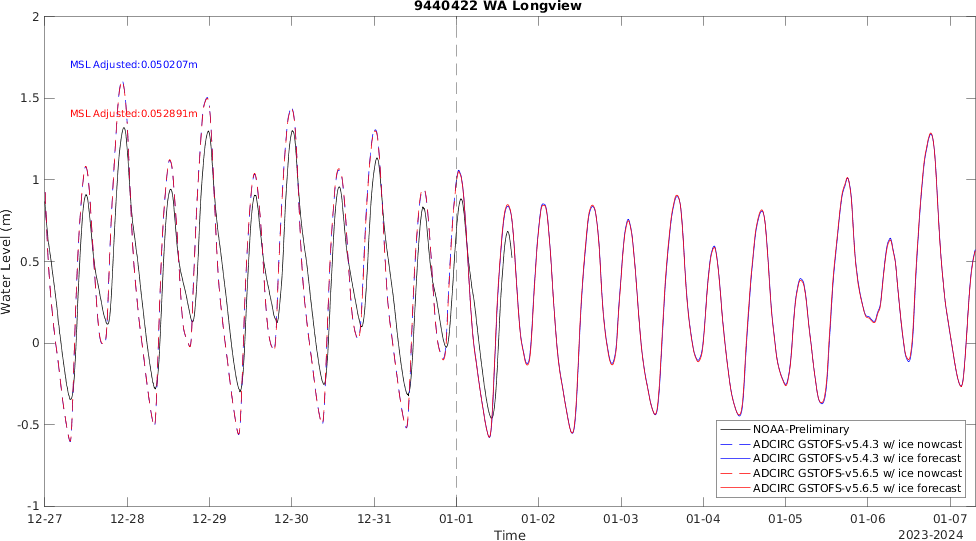 9440422 WA Longview
2
1.5
1
0.5
0
-0.5
-1
Water Level (m)
MSL Adjusted:0.050207m
MSL Adjusted:0.052891m
NOAA-Preliminary
ADCIRC GSTOFS-v5.4.3 w/ ice nowcast
ADCIRC GSTOFS-v5.4.3 w/ ice forecast
ADCIRC GSTOFS-v5.6.5 w/ ice nowcast
ADCIRC GSTOFS-v5.6.5 w/ ice forecast
12-27 12-28 12-29 12-30 12-31 01-01 01-02 01-03 01-04 01-05 01-06 01-07
Time
2023-2024